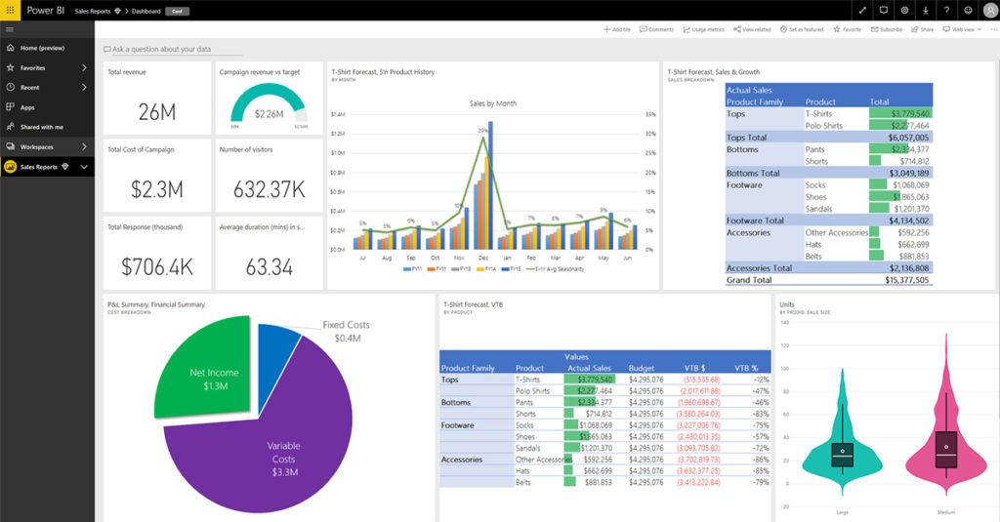 Power BI
Sales Reports > Dashboard
Home (preview)
Favorites
Recent
Apps
Shared with me
Workspaces
Sales Reports
Add tile Comments Usage metrics View related Set as featured Favorite Subscribe Share Web view
Ask a question about your data
Total revenue
26M
Campaign revenue vs target
$2.26M
Total Cost of Campaign
$2.3M
Number of visitors
632.37K
Total Response (thousand)
$706.4K
Average duration (mins) in s...
63.34
T-Shirt Forecast, 5Yr Product History
BY MONTH
Sales by Month
$1.4M
$1.2M
$1.0M
$0.8M
$0.6M
$0.4M
$0.2M
$0.0M
35%
30%
25%
20%
15%
10%
5%
0%
5% 5% 6% 5% 10% 29% 5% 6% 6% 7% 9% 6%
Jul Aug Sep Oct Nov Dec Jan Feb Mar Apr May Jun
FY11 FY11 FY13 FY14 FY15 5-Yr Avg Seasonality
T-Shirt Forecast, Sales & Growth
SALES BREAKDOWN
Actual Sales
Product Family Product Total
Tops T-Shirts $3,779,540
Polo Shirts $2,277,464
Tops Total $6,057,005
Bottoms Pants $2,334,377
Shorts $714,812
Bottoms Total $3,049,189
Footware Socks $1,068,069
Shoes $1,865,063
Sandals $1,201,370
Footware Total $4,134,502
Accessories Other Accessories $592,256
Hats $662,699
Belts $881,853
Accessories Total $2,136,808
Grand Total $15,377,505
P&L Summary, Financial Summary
COST BREAKDOWN
Fixed Costs
$0.4M
Net Income
$1.3M
Variable
Costs
$3.3M
T-Shirt Forecast, VTB
BY PRODUCT
Values
Product Family Product Actual Sales Budget VTB $ VTB %
Tops T-Shirts $3,779,540 $4,295,076 (515,535.68) -12%
Polo Shirts $2,277,464 $4,295,076 (2,017,611.88) -47%
Bottoms Pants $2,334,377 $4,295,076 (1,960,698.67) -46%
Shorts $714,812 $4,295,076 (3,580,264.03) -83%
Footware Socks $1,068,069 $4,295,076 (3,227,006.76) -75%
Shoes $1,865,063 $4,295,076 (2,430,013.35) -57%
Sandals $1,201,370 $4,295,076 (3,093,705.82) -72%
Accessories Other Accessories $592,256 $4,295,076 (3,702,819.73) -86%
Hats $662,699 $4,295,076 (3,632,377.25) -85%
Belts $881,853 $4,295,076 (3,413,222.84) -79%
Units
140
120
100
80
60
40
20
0
-20
Large Medium